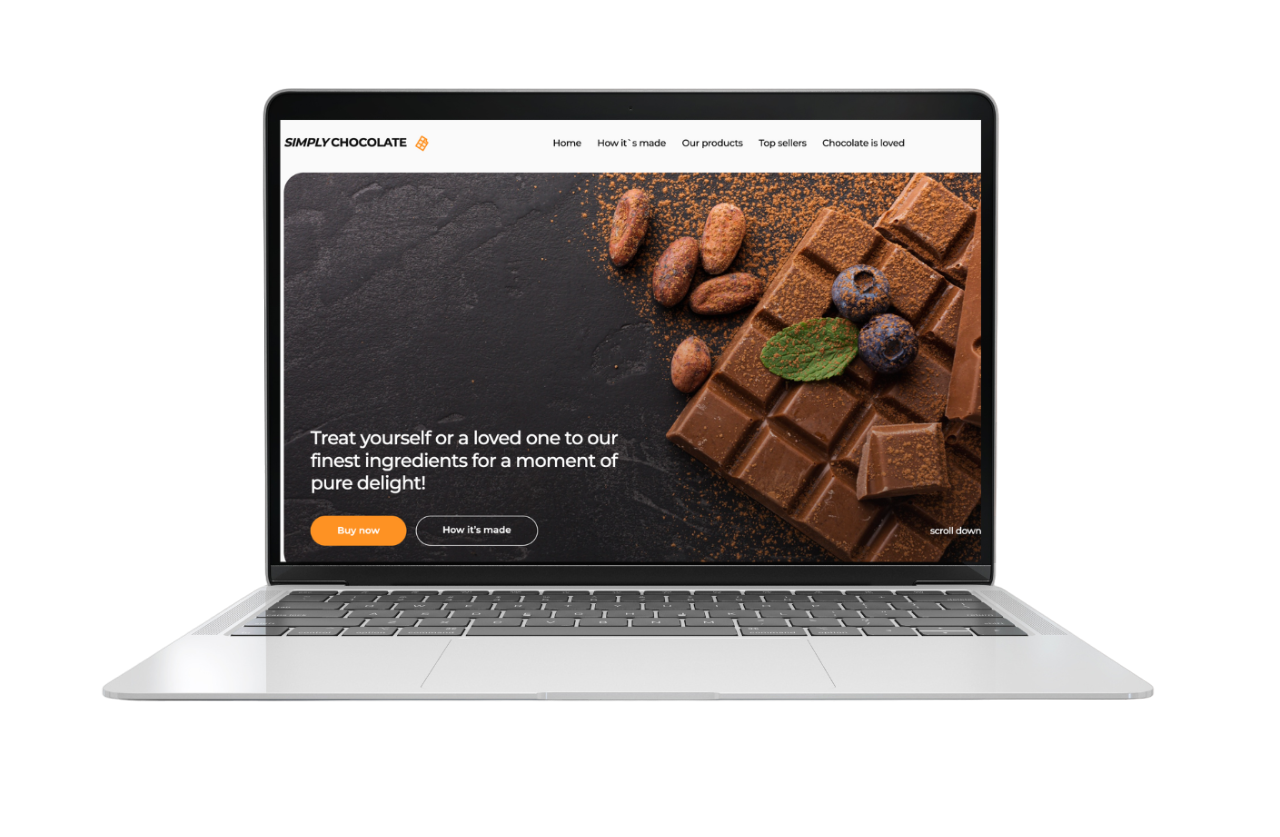 SIMPLY CHOCOLATE
Home How it`s made Our products Top sellers Chocolate is loved
Treat yourself or a loved one to our
finest ingredients for a moment of
pure delight!
Buy now How it's made
scroll down